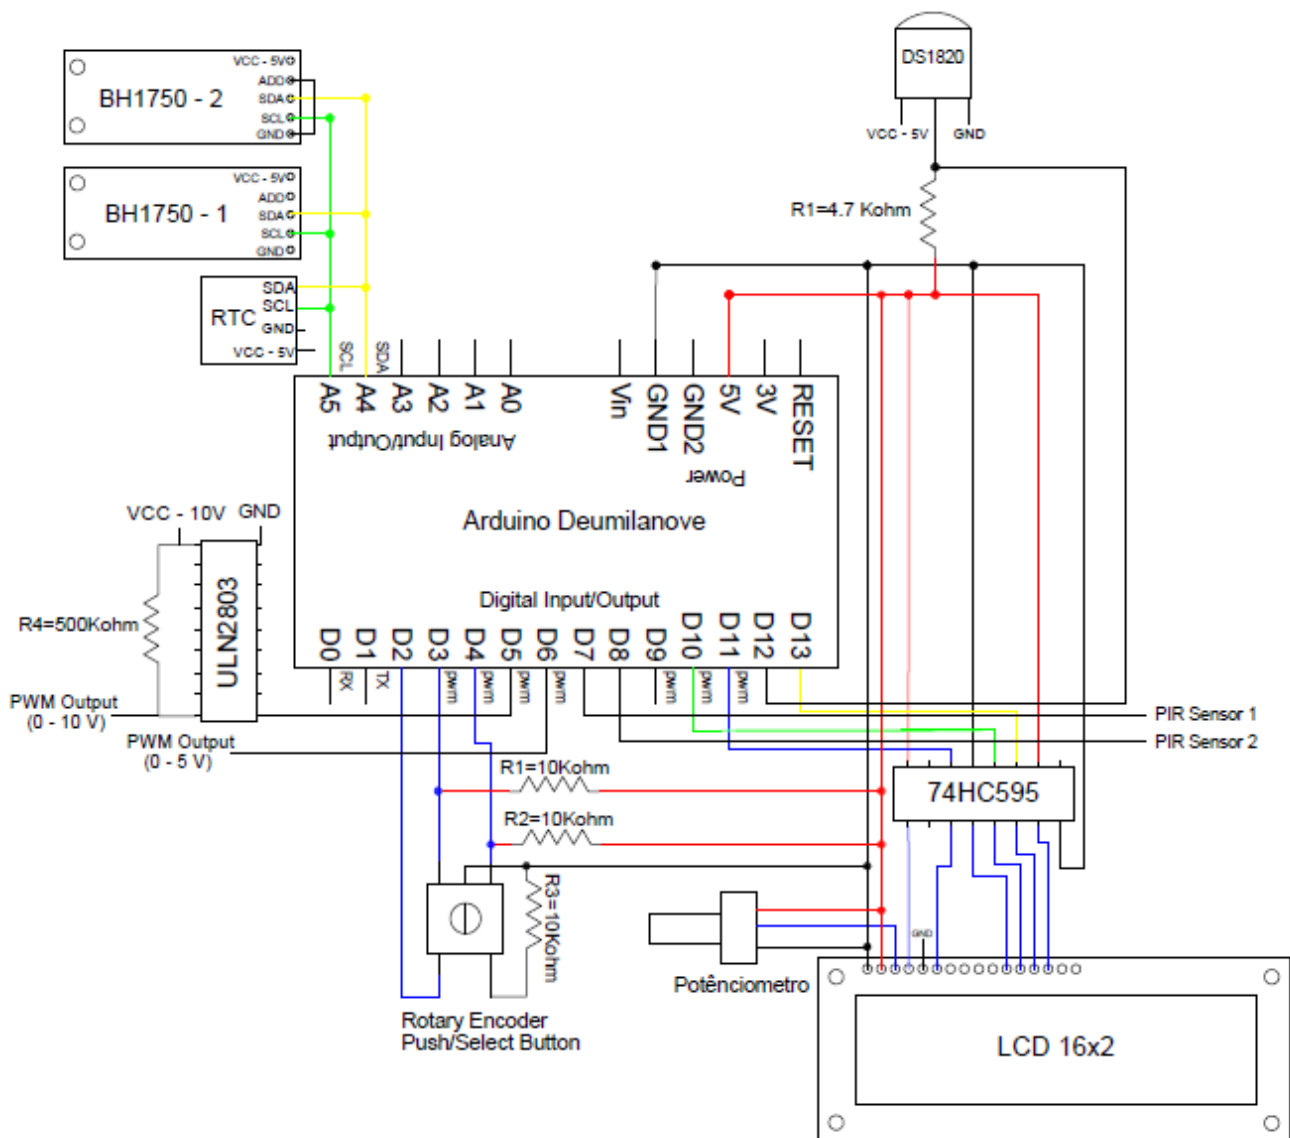 VCC - 5V
ADD
SDA
SCL
GND
BH1750 - 2
VCC - 5V
ADD
SDA
SCL
GND
BH1750 - 1
SDA
SCL
RTC
GND
VCC - 5V
DS1820
VCC - 5V
GND
R1=4.7 Kohm
SCL
SDA
A5
A4
A3
A2
A1
A0
Vin
GND1
GND2
5V
3V
RESET
Analog Input/Output
Power
Arduino Deumilanove
Digital Input/Output
D0
D1
D2
D3
D4
D5
D6
D7
D8
D9
D10
D11
D12
D13
RX
TX
pwm
pwm
pwm
pwm
pwm
pwm
pwm
VCC - 10V
GND
ULN2803
R4=500Kohm
PWM Output
(0 - 10 V)
PWM Output
(0 - 5 V)
PIR Sensor 1
PIR Sensor 2
R1=10Kohm
R2=10Kohm
R3=10Kohm
74HC595
GND
Potênciometro
Rotary Encoder
Push/Select Button
LCD 16x2